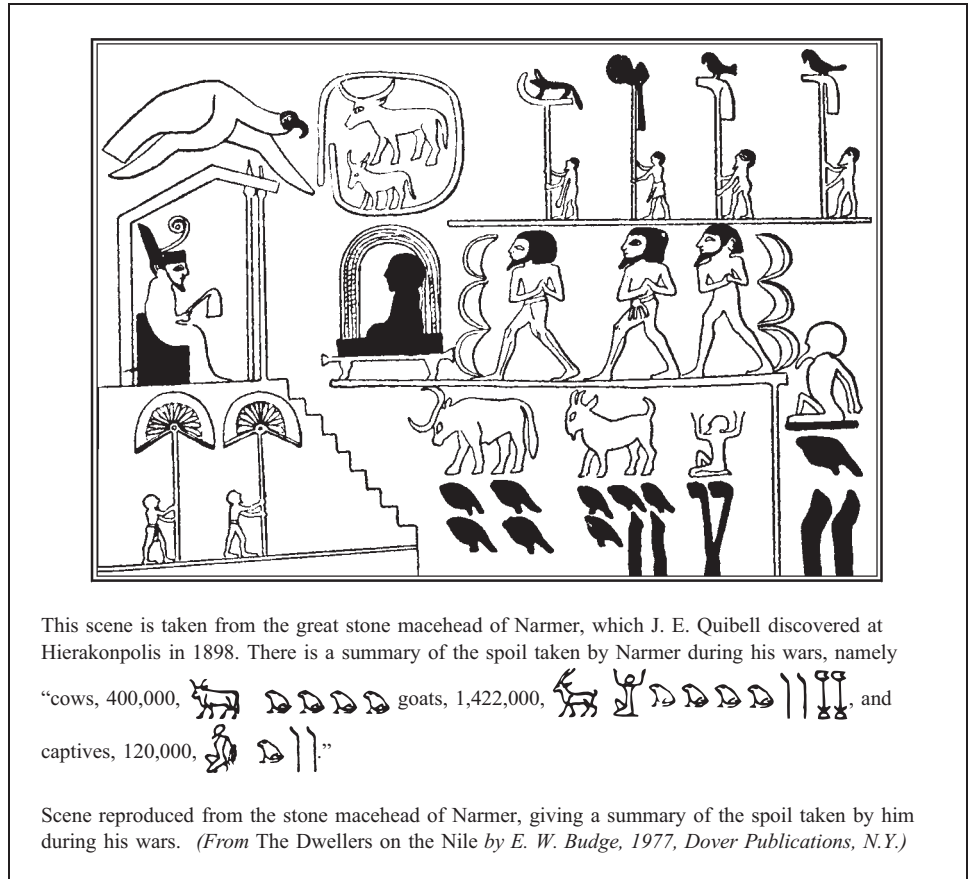 This scene is taken from the great stone macehead of Narmer, which J. E. Quibell discovered at
Hierakonpolis in 1898. There is a summary of the spoil taken by Narmer during his wars, namely
“cows, 400,000, goats, 1,422,000, and
captives, 120,000, .”
Scene reproduced from the stone macehead of Narmer, giving a summary of the spoil taken by him
during his wars. (From The Dwellers on the Nile by E. W. Budge, 1977, Dover Publications, N.Y.)